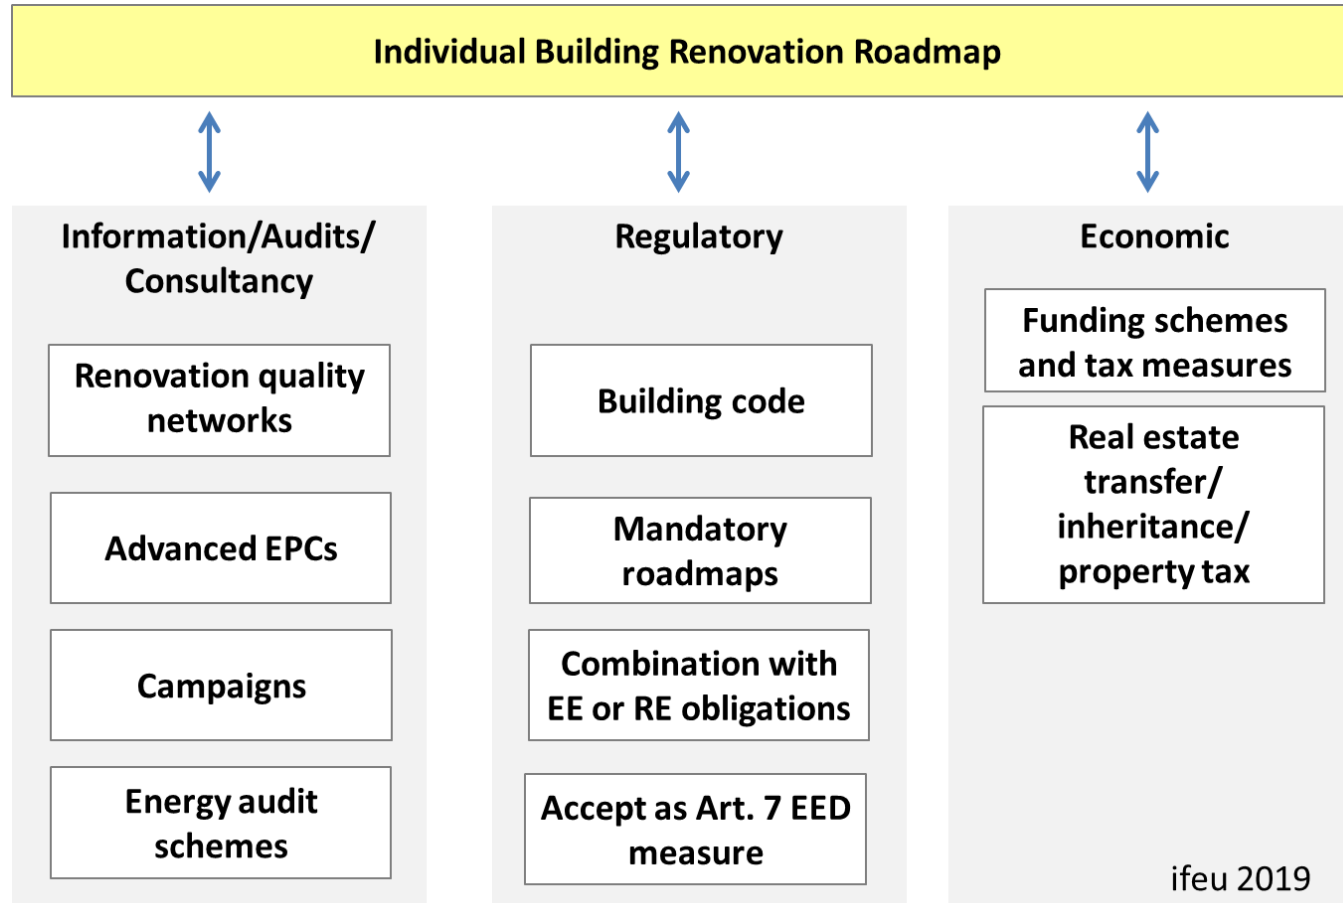 Individual Building Renovation Roadmap
Information/Audits/
Consultancy
Renovation quality
networks
Advanced EPCs
Campaigns
Energy audit
schemes
Regulatory
Building code
Mandatory
roadmaps
Combination with
EE or RE obligations
Accept as Art. 7 EED
measure
Economic
Funding schemes
and tax measures
Real estate
transfer/
inheritance/
property tax
ifeu 2019